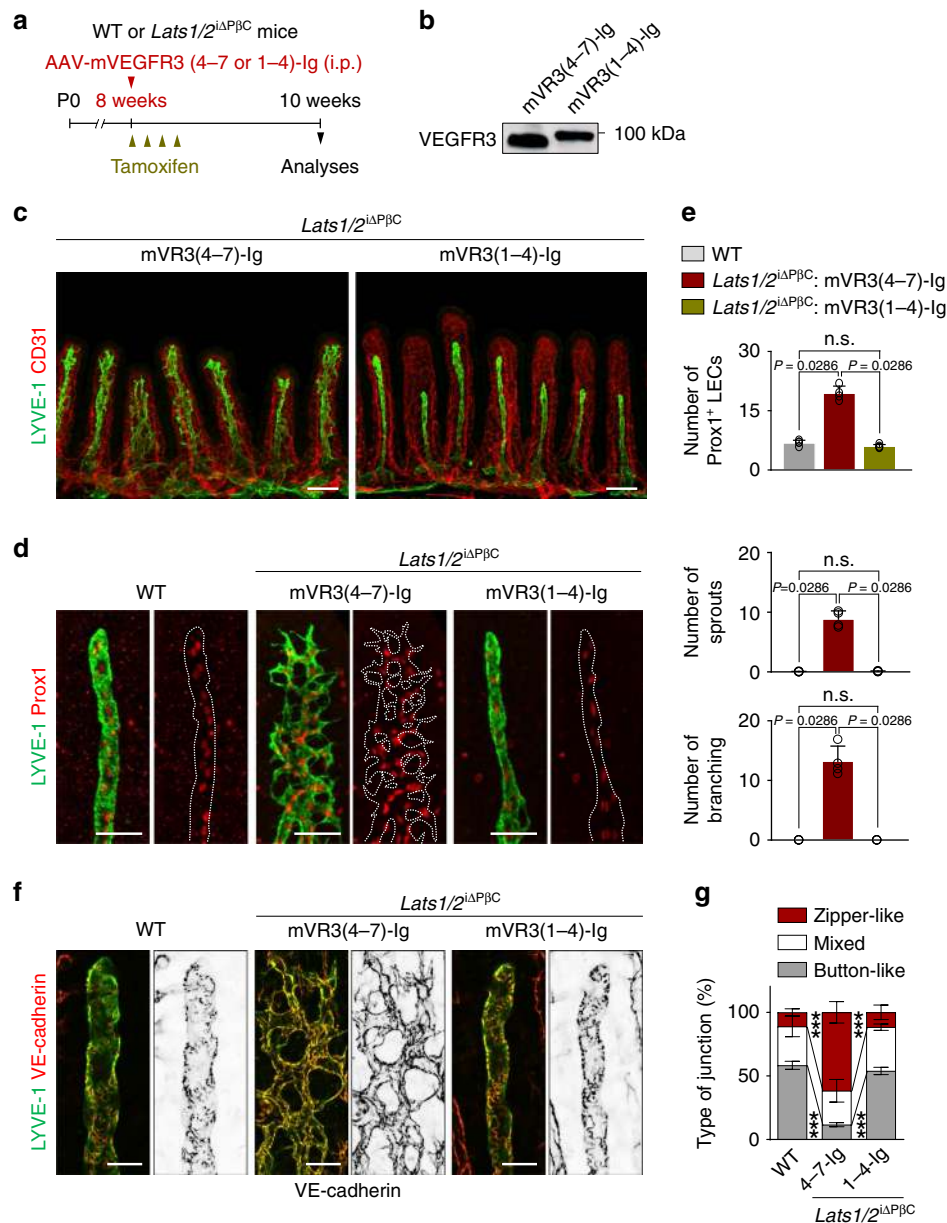 a
WT or Lats1/2iΔPβC mice
AAV-mVEGFR3 (4–7 or 1–4)-Ig (i.p.)
P0
8 weeks
10 weeks
Tamoxifen
Analyses
b
mVR3(4–7)-Ig
mVR3(1–4)-Ig
VEGFR3
100 kDa
c
Lats1/2iΔPβC
mVR3(4–7)-Ig
mVR3(1–4)-Ig
LYVE-1 CD31
d
Lats1/2iΔPβC
WT
mVR3(4–7)-Ig
mVR3(1–4)-Ig
LYVE-1 Prox1
e
WT
Lats1/2iΔPβC: mVR3(4–7)-Ig
Lats1/2iΔPβC: mVR3(1–4)-Ig
n.s.
P = 0.0286
P = 0.0286
30
15
0
Number of
Prox1+ LECs
n.s.
P=0.0286
P = 0.0286
20
10
0
Number of
sprouts
n.s.
P = 0.0286
P = 0.0286
20
10
0
Number of
branching
f
Lats1/2iΔPβC
WT
mVR3(4–7)-Ig
mVR3(1–4)-Ig
LYVE-1 VE-cadherin
VE-cadherin
g
Zipper-like
Mixed
Button-like
Type of junction (%)
100
50
0
***
***
***
***
WT
4–7-Ig
1–4-Ig
Lats1/2iΔPβC